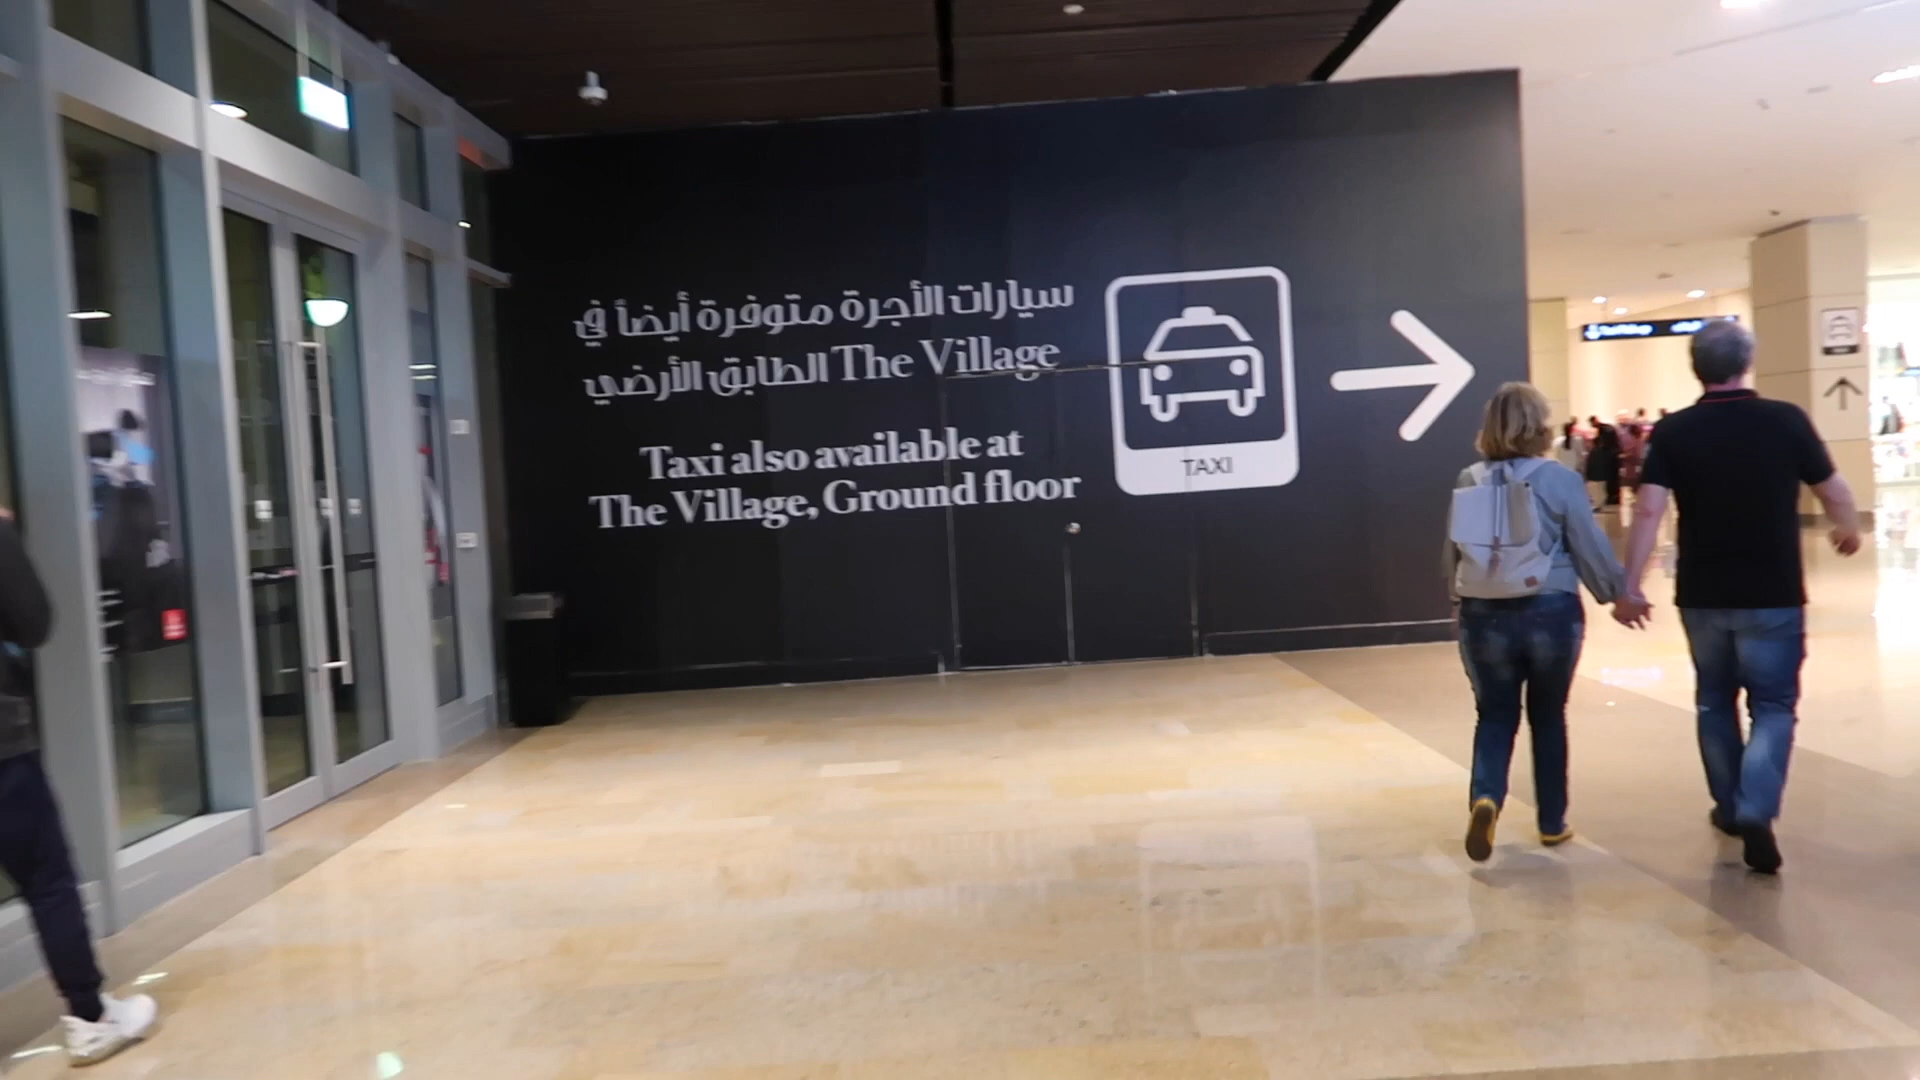 سيارات الأجرة متوفرة أيضاً في
The Village الطابق الأرضي
Taxi also available at
The Village, Ground floor
TAXI